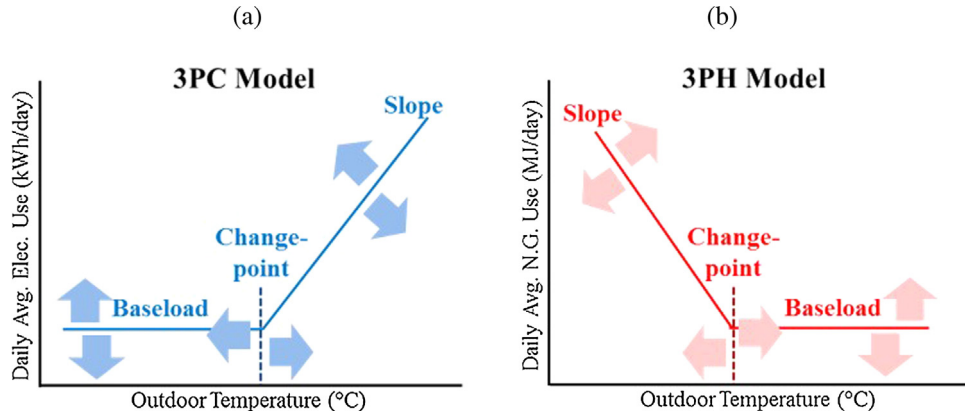 (a)
3PC Model
Daily Avg. Elec. Use (kWh/day)
Slope
Change-
point
Baseload
Outdoor Temperature (°C)
(b)
3PH Model
Daily Avg. N.G. Use (MJ/day)
Slope
Change-
point
Baseload
Outdoor Temperature (°C)